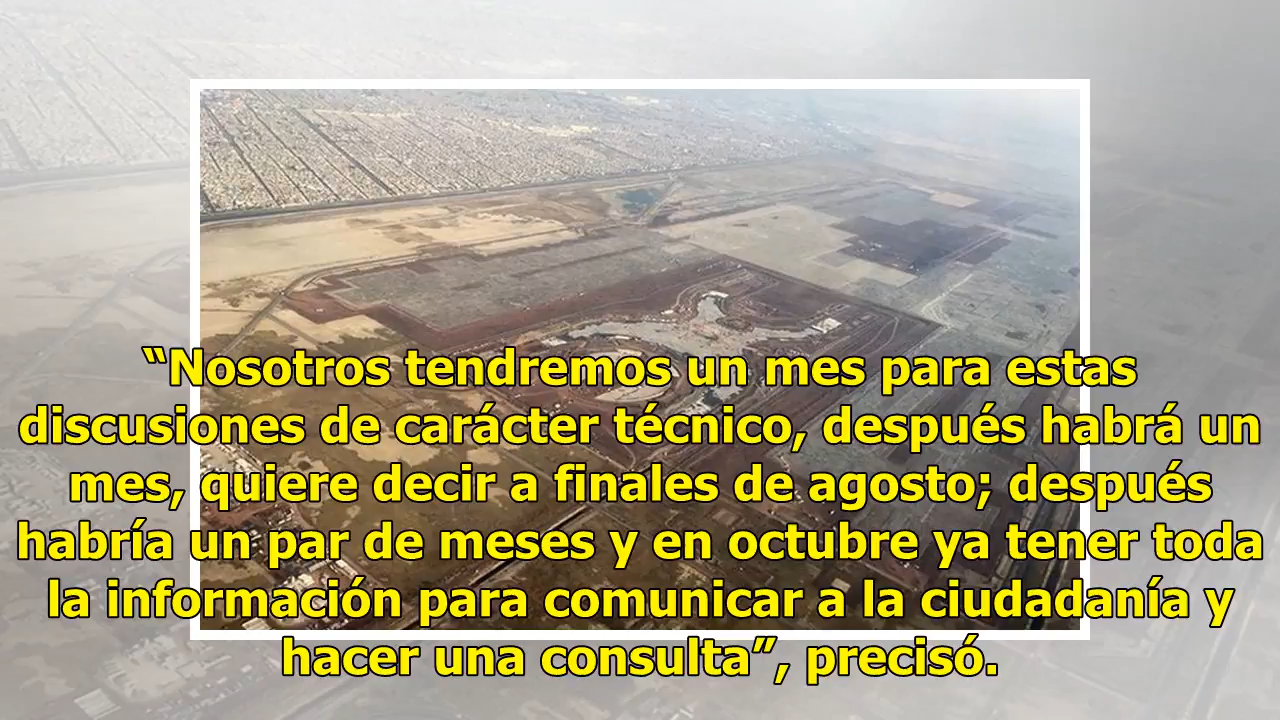 “Nosotros tendremos un mes para estas
discusiones de carácter técnico, después habrá un
mes, quiere decir a finales de agosto; después
habría un par de meses y en octubre ya tener toda
la información para comunicar a la ciudadanía y
hacer una consulta”, precisó.